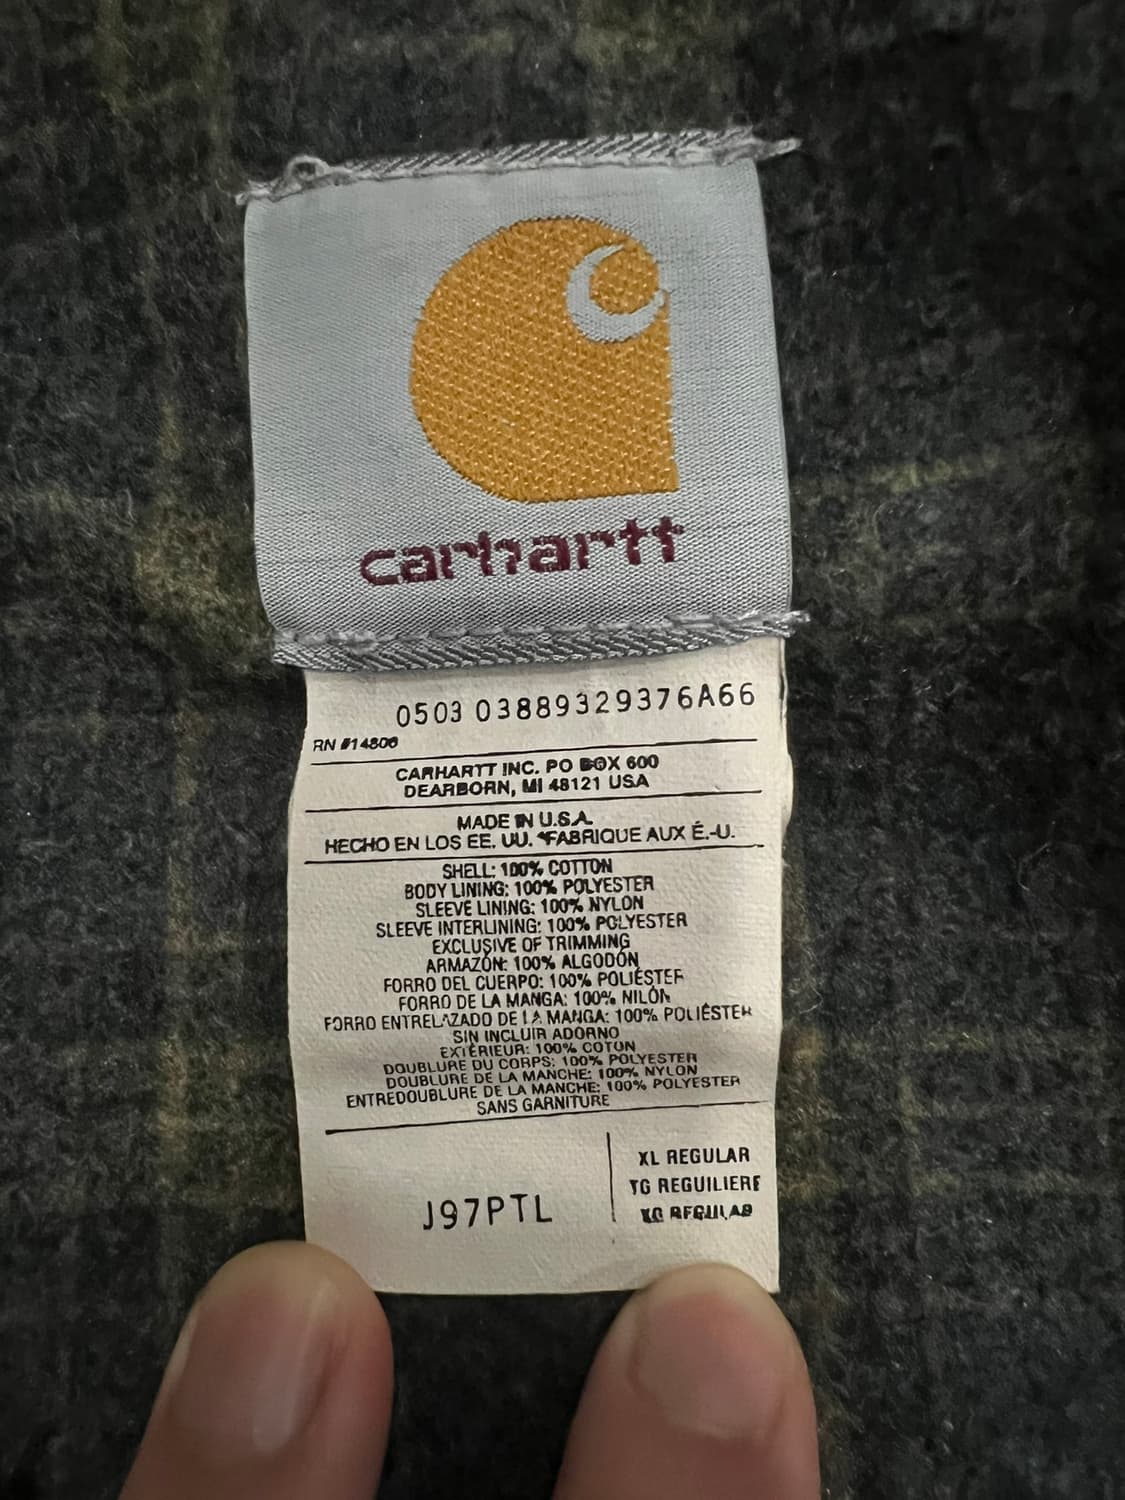 carhartt
0503 03889329376A66
RN #14806
CARHARTT INC. PO BOX 600
DEARBORN, MI 48121 USA
MADE IN U.S.A.
HECHO EN LOS EE. UU. *FABRIQUE AUX É.-U.
SHELL: 100% COTTON
BODY LINING: 100% POLYESTER
SLEEVE LINING: 100% NYLON
SLEEVE INTERLINING: 100% POLYESTER
EXCLUSIVE OF TRIMMING
ARMAZÓN: 100% ALGODÓN
FORRO DEL CUERPO: 100% POLIÉSTER
FORRO DE LA MANGA: 100% NILÓN
FORRO ENTRELAZADO DE LA MANGA: 100% POLIÉSTER
SIN INCLUIR ADORNO
EXTÉRIEUR: 100% COTON
DOUBLURE DU CORPS: 100% POLYESTER
DOUBLURE DE LA MANCHE: 100% NYLON
ENTREDOUBLURE DE LA MANCHE: 100% POLYESTER
SANS GARNITURE
J97PTL
XL REGULAR
TG REGUILIERE
XG REGULAR